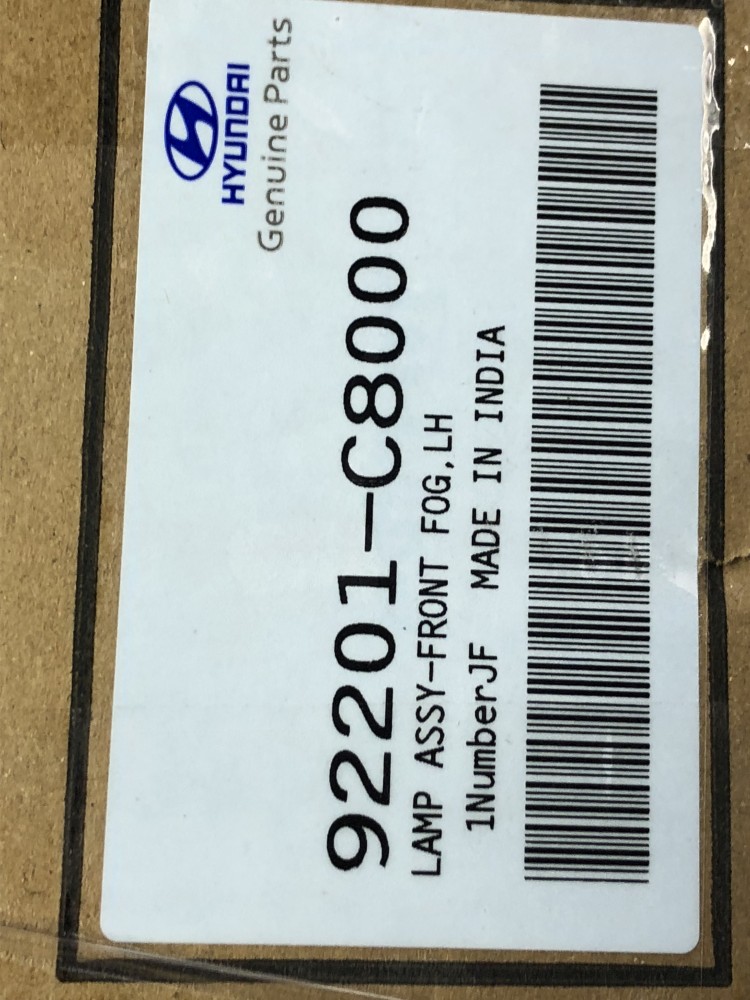 HYUNDAI
Genuine Parts
92201-C8000
LAMP ASSY-FRONT FOG,LH
1NumberJF MADE IN INDIA